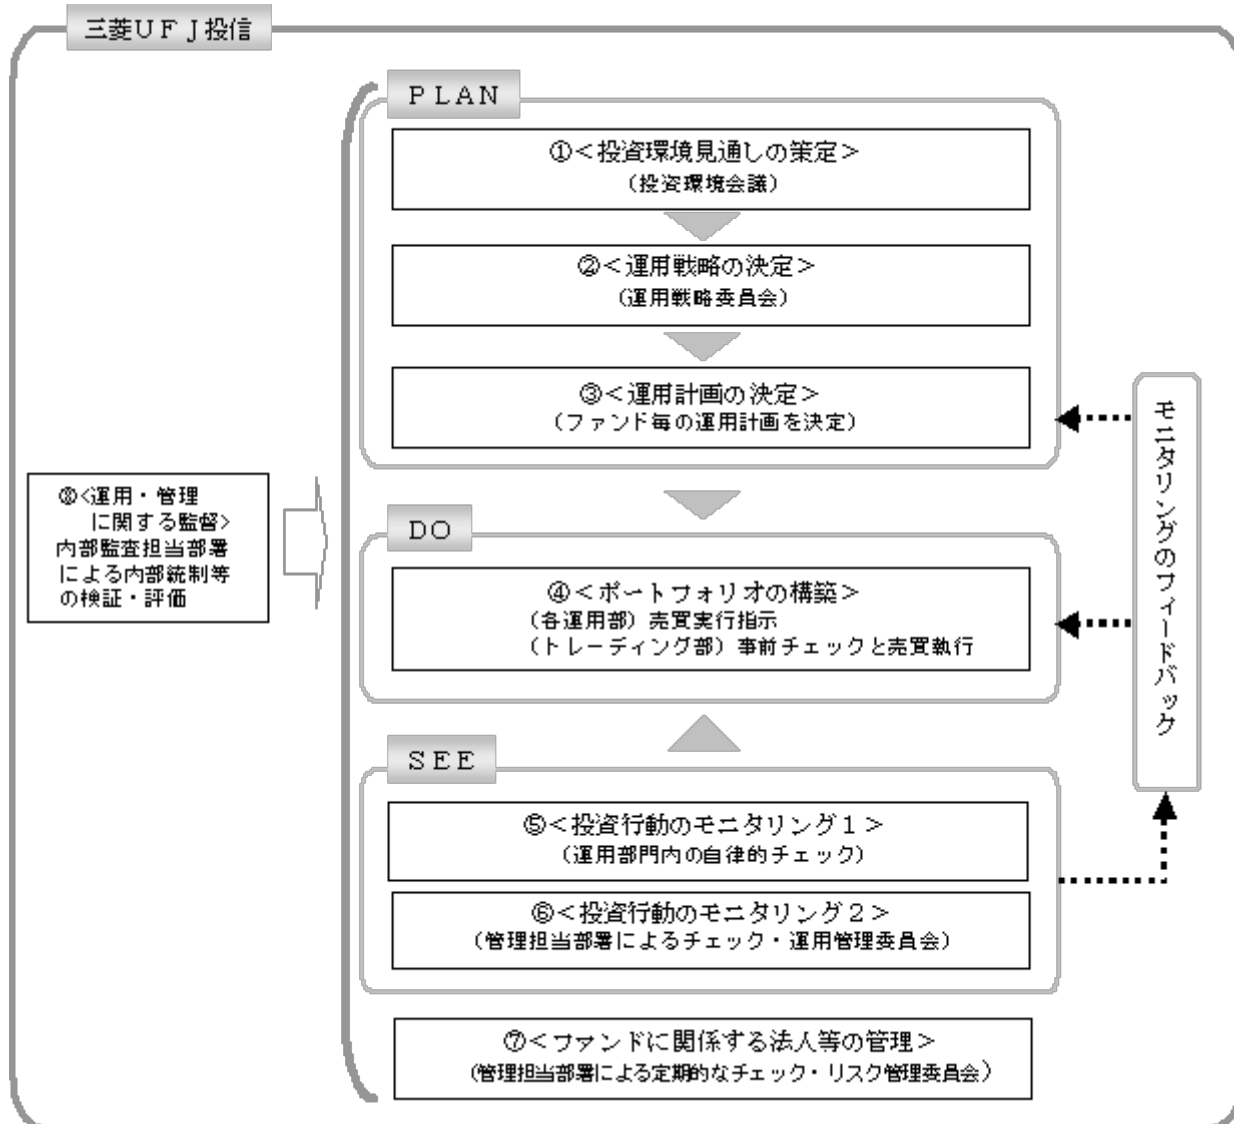 三菱ＵＦＪ投信
ＰＬＡＮ
①＜投資環境見通しの策定＞
（投資環境会議）
②＜運用戦略の決定＞
（運用戦略委員会）
③＜運用計画の決定＞
（ファンド毎の運用計画を決定）
⑧<運用・管理
に関する監督>
内部監査担当部署
による内部統制等
の検証・評価
ＤＯ
④＜ポートフォリオの構築＞
（各運用部）売買実行指示
（トレーディング部）事前チェックと売買執行
モニタリングのフィードバック
ＳＥＥ
⑤＜投資行動のモニタリング１＞
（運用部門内の自律的チェック）
⑥＜投資行動のモニタリング２＞
（管理担当部署によるチェック・運用管理委員会）
⑦＜ファンドに関係する法人等の管理＞
（管理担当部署による定期的なチェック・リスク管理委員会）